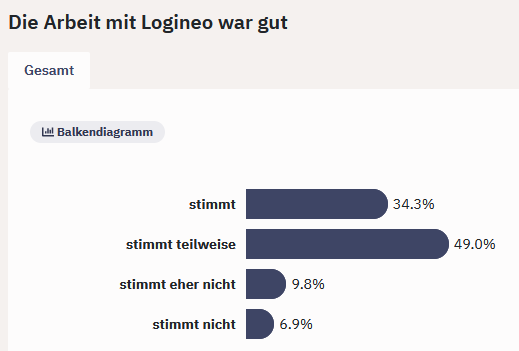 Die Arbeit mit Logineo war gut
Gesamt
Balkendiagramm
stimmt 34.3%
stimmt teilweise 49.0%
stimmt eher nicht 9.8%
stimmt nicht 6.9%